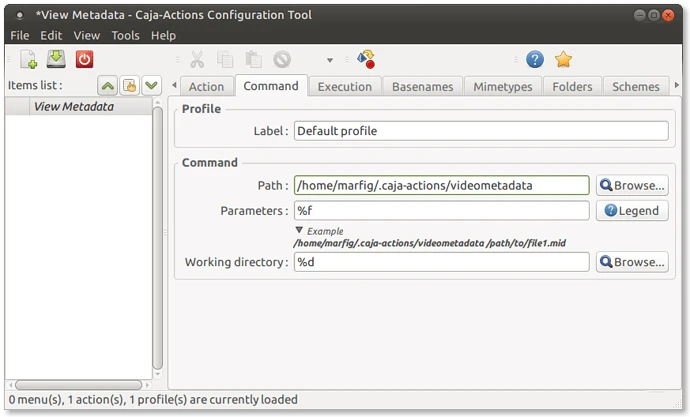 *View Metadata - Caja-Actions Configuration Tool
File Edit View Tools Help
Items list :
Action Command Execution Basenames Mimetypes Folders Schemes
View Metadata
Profile
Label : Default profile
Command
Path : /home/marfig/.caja-actions/videometadata Browse...
Parameters : %f Legend
Example
/home/marfig/.caja-actions/videometadata /path/to/file1.mid
Working directory : %d Browse...
0 menu(s), 1 action(s), 1 profile(s) are currently loaded